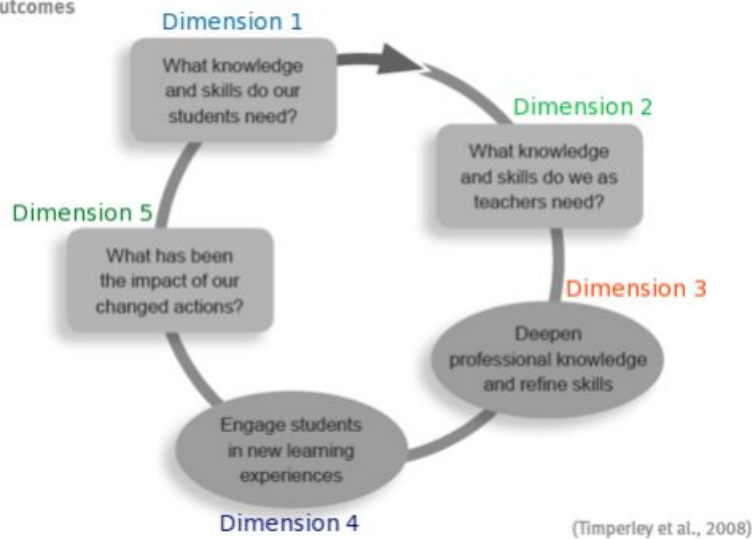 Dimension 1
What knowledge
and skills do our
students need?
Dimension 2
What knowledge
and skills do we as
teachers need?
Dimension 3
Deepen
professional knowledge
and refine skills
Engage students
in new learning
experiences
Dimension 4
Dimension 5
What has been
the impact of our
changed actions?
(Timperley et al., 2008)